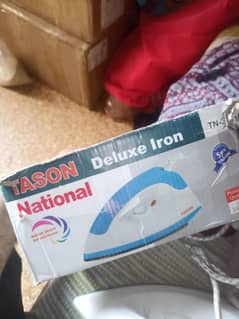 TASON
Deluxe Iron
TN-
National